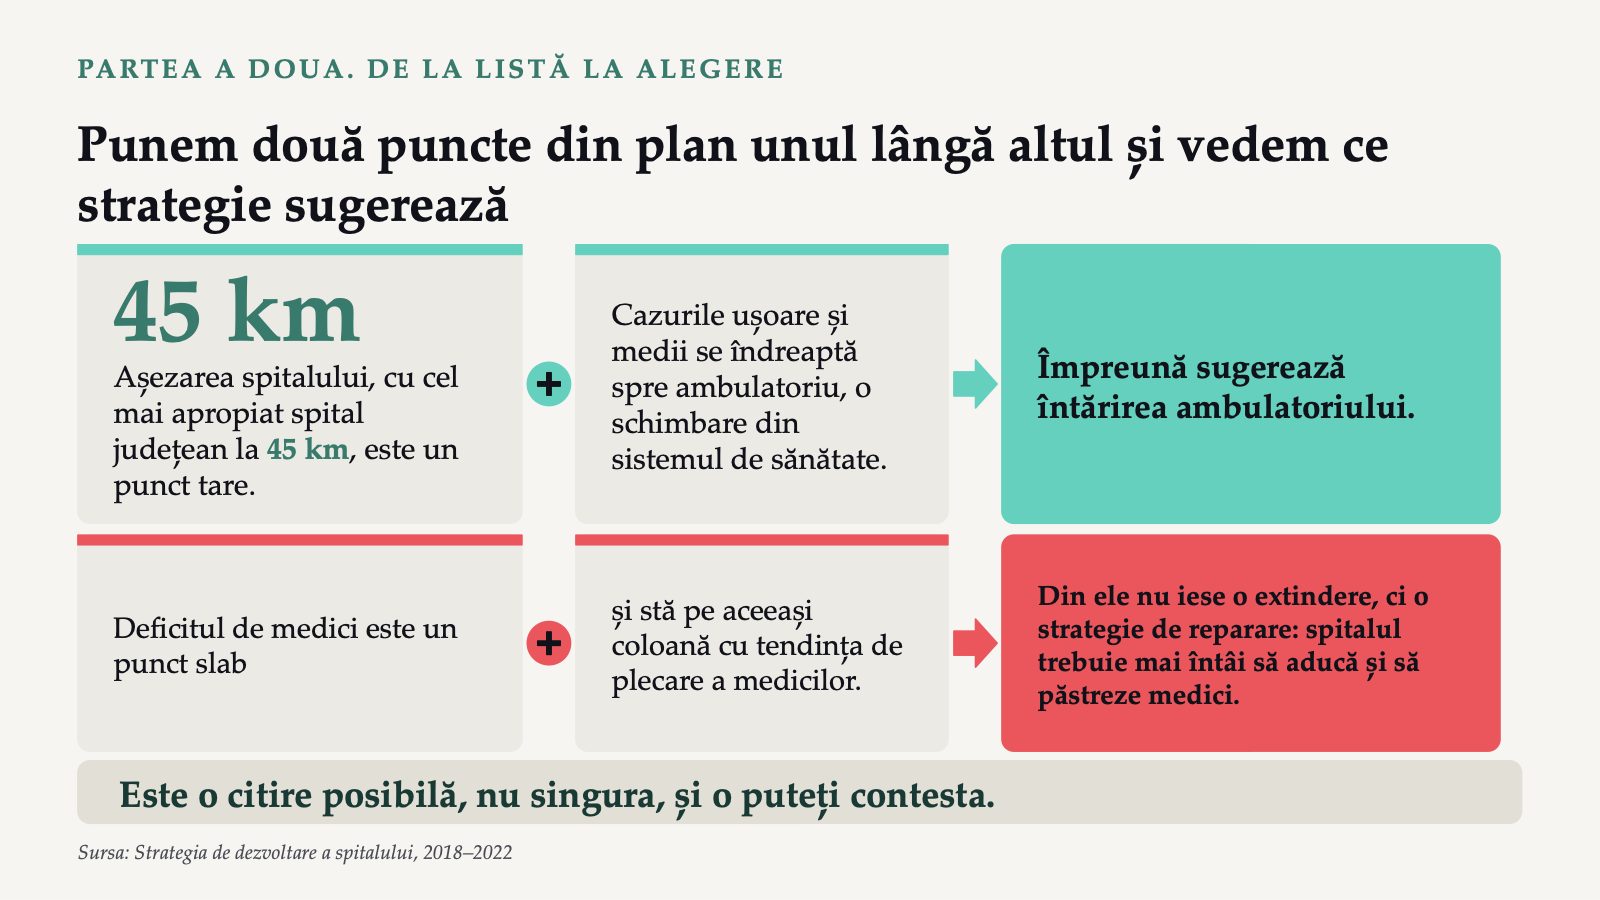 PARTEA A DOUA. DE LA LISTĂ LA ALEGERE
Punem două puncte din plan unul lângă altul și vedem ce
strategie sugerează
45 km
Așezarea spitalului, cu cel
mai apropiat spital
județean la 45 km, este un
punct tare.
Cazurile ușoare și
medii se îndreaptă
spre ambulatoriu, o
schimbare din
sistemul de sănătate.
Împreună sugerează
întărirea ambulatoriului.
Deficitul de medici este un
punct slab
și stă pe aceeași
coloană cu tendința de
plecare a medicilor.
Din ele nu iese o extindere, ci o
strategie de reparare: spitalul
trebuie mai întâi să aducă și să
păstreze medici.
Este o citire posibilă, nu singura, și o puteți contesta.
Sursa: Strategia de dezvoltare a spitalului, 2018–2022